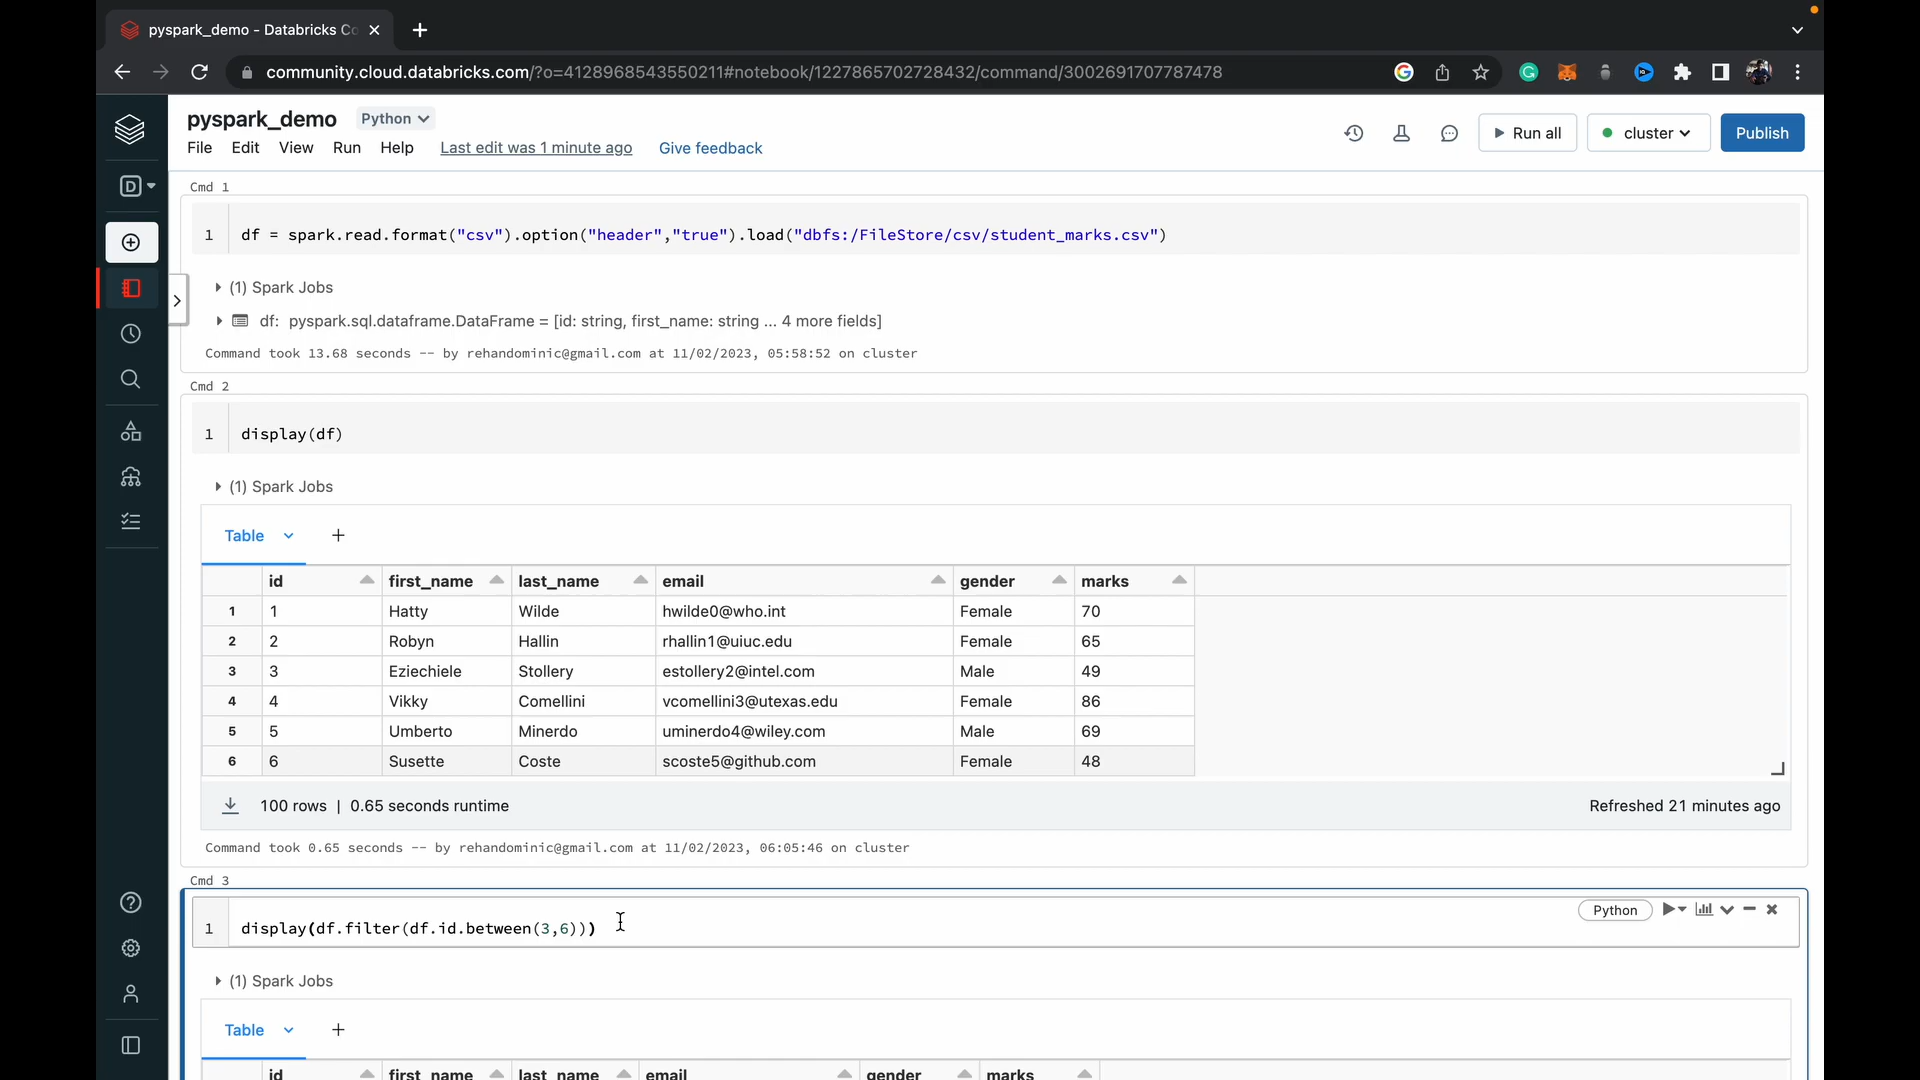 pyspark_demo - Databricks Co
community.cloud.databricks.com/?o=4128968543550211#notebook/1227865702728432/command/3002691707787478
pyspark_demo Python
File Edit View Run Help Last edit was 1 minute ago Give feedback
Run all cluster Publish
D
Cmd 1
1 df = spark.read.format("csv").option("header","true").load("dbfs:/FileStore/csv/student_marks.csv")
(1) Spark Jobs
df: pyspark.sql.dataframe.DataFrame = [id: string, first_name: string ... 4 more fields]
Command took 13.68 seconds -- by rehandominic@gmail.com at 11/02/2023, 05:58:52 on cluster
Cmd 2
1 display(df)
(1) Spark Jobs
Table +
id first_name last_name email gender marks
1 1 Hatty Wilde hwilde0@who.int Female 70
2 2 Robyn Hallin rhallin1@uiuc.edu Female 65
3 3 Eziechiele Stollery estollery2@intel.com Male 49
4 4 Vikky Comellini vcomellini3@utexas.edu Female 86
5 5 Umberto Minerdo uminerdo4@wiley.com Male 69
6 6 Susette Coste scoste5@github.com Female 48
100 rows | 0.65 seconds runtime Refreshed 21 minutes ago
Command took 0.65 seconds -- by rehandominic@gmail.com at 11/02/2023, 06:05:46 on cluster
Cmd 3
1 display(df.filter(df.id.between(3,6))) Python
(1) Spark Jobs
Table +
id first_name last_name email gender marks